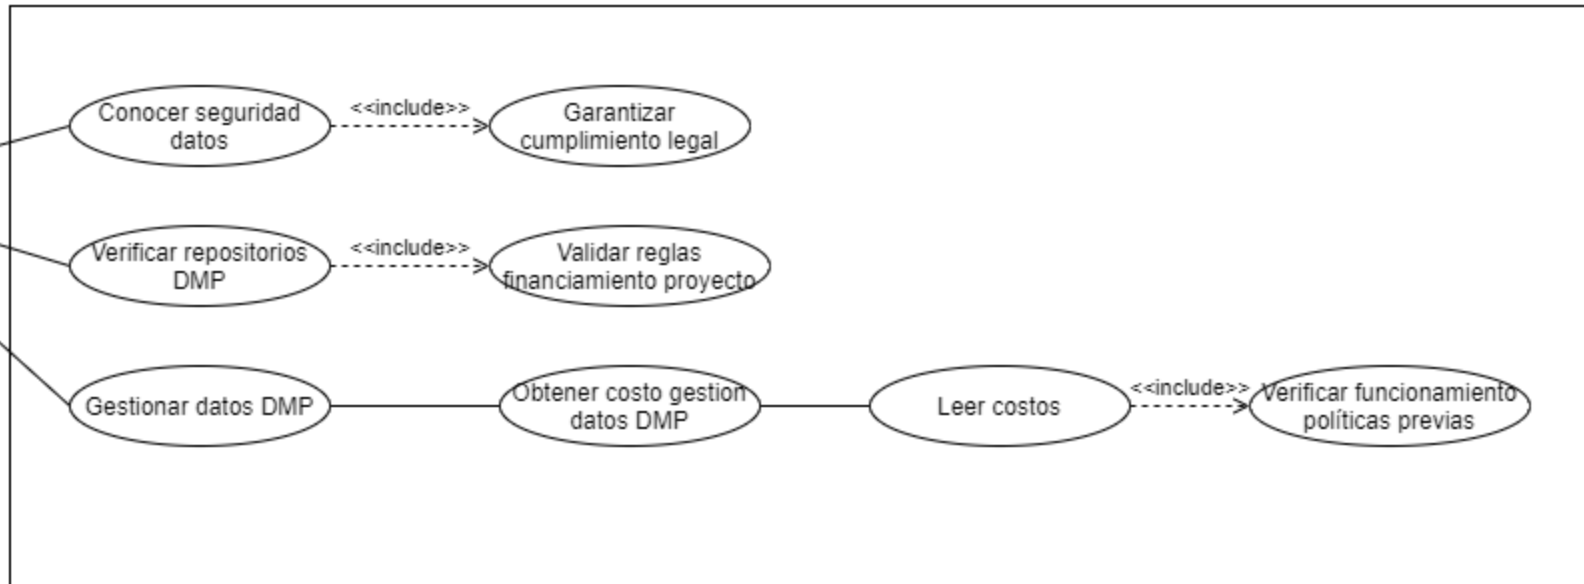 Conocer seguridad
datos
<<include>>
Garantizar
cumplimiento legal
Verificar repositorios
DMP
<<include>>
Validar reglas
financiamiento proyecto
Gestionar datos DMP
Obtener costo gestion
datos DMP
Leer costos
<<include>>
Verificar funcionamiento
políticas previas